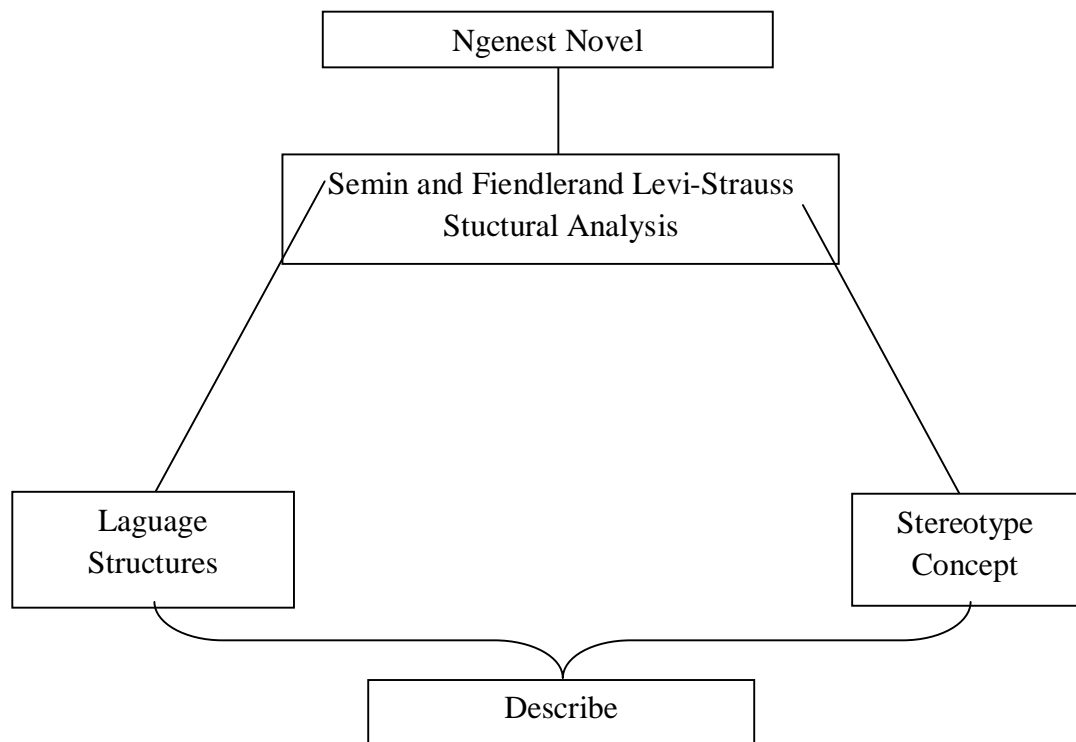 Ngenest Novel
Semin and Fiendlerand Levi-Strauss
Stuctural Analysis
Laguage
Structures
Stereotype
Concept
Describe